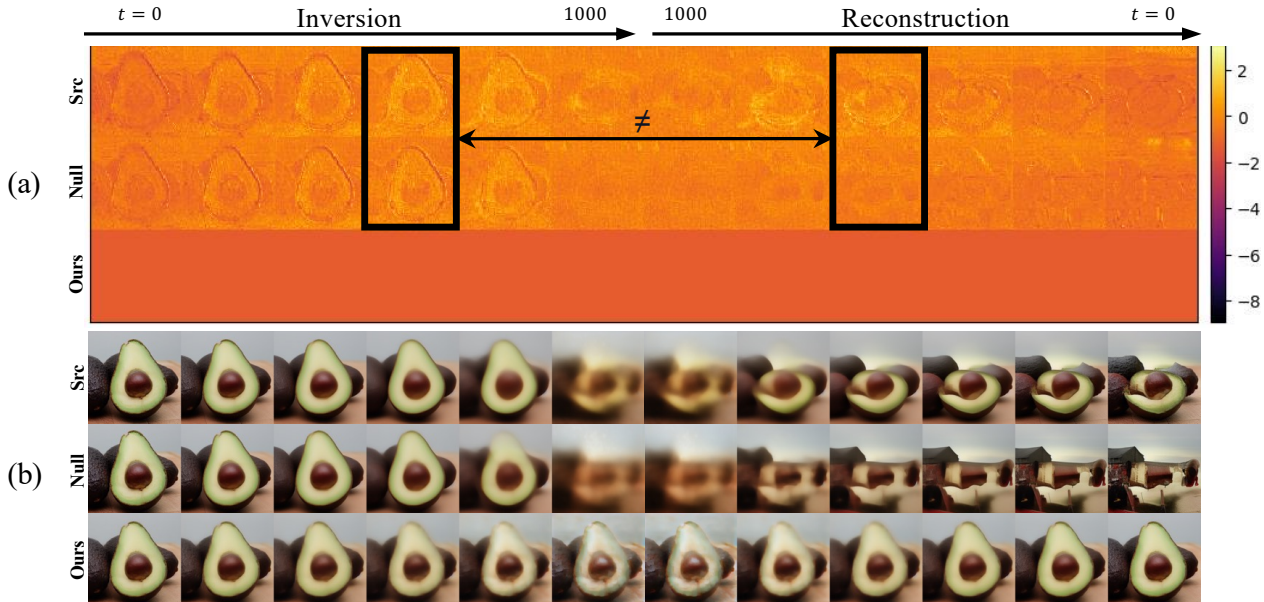 t = 0 Inversion 1000 1000 Reconstruction t = 0
(a)
Src
Null
Ours
≠
2
0
−2
−4
−6
−8
(b)
Src
Null
Ours